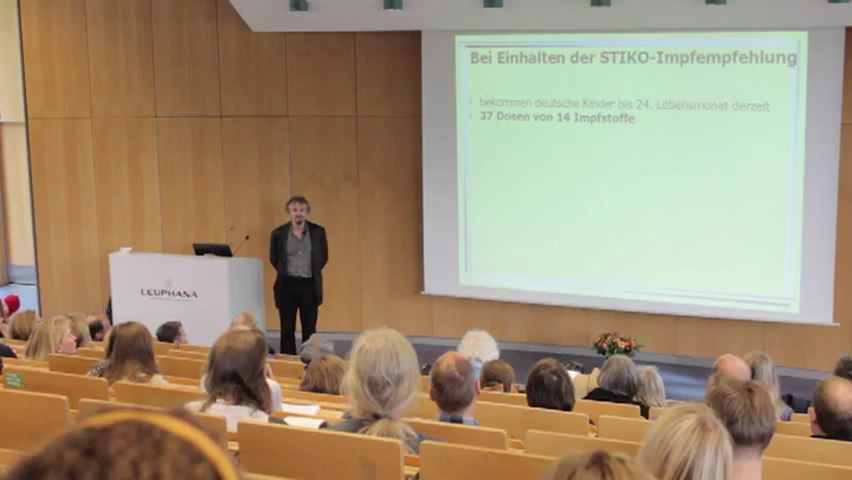 Bei Einhalten der STIKO-Impfempfehlung
bekommen deutsche Kinder bis 24. Lebensmonat derzeit
37 Dosen von 14 Impfstoffe
LEUPHANA